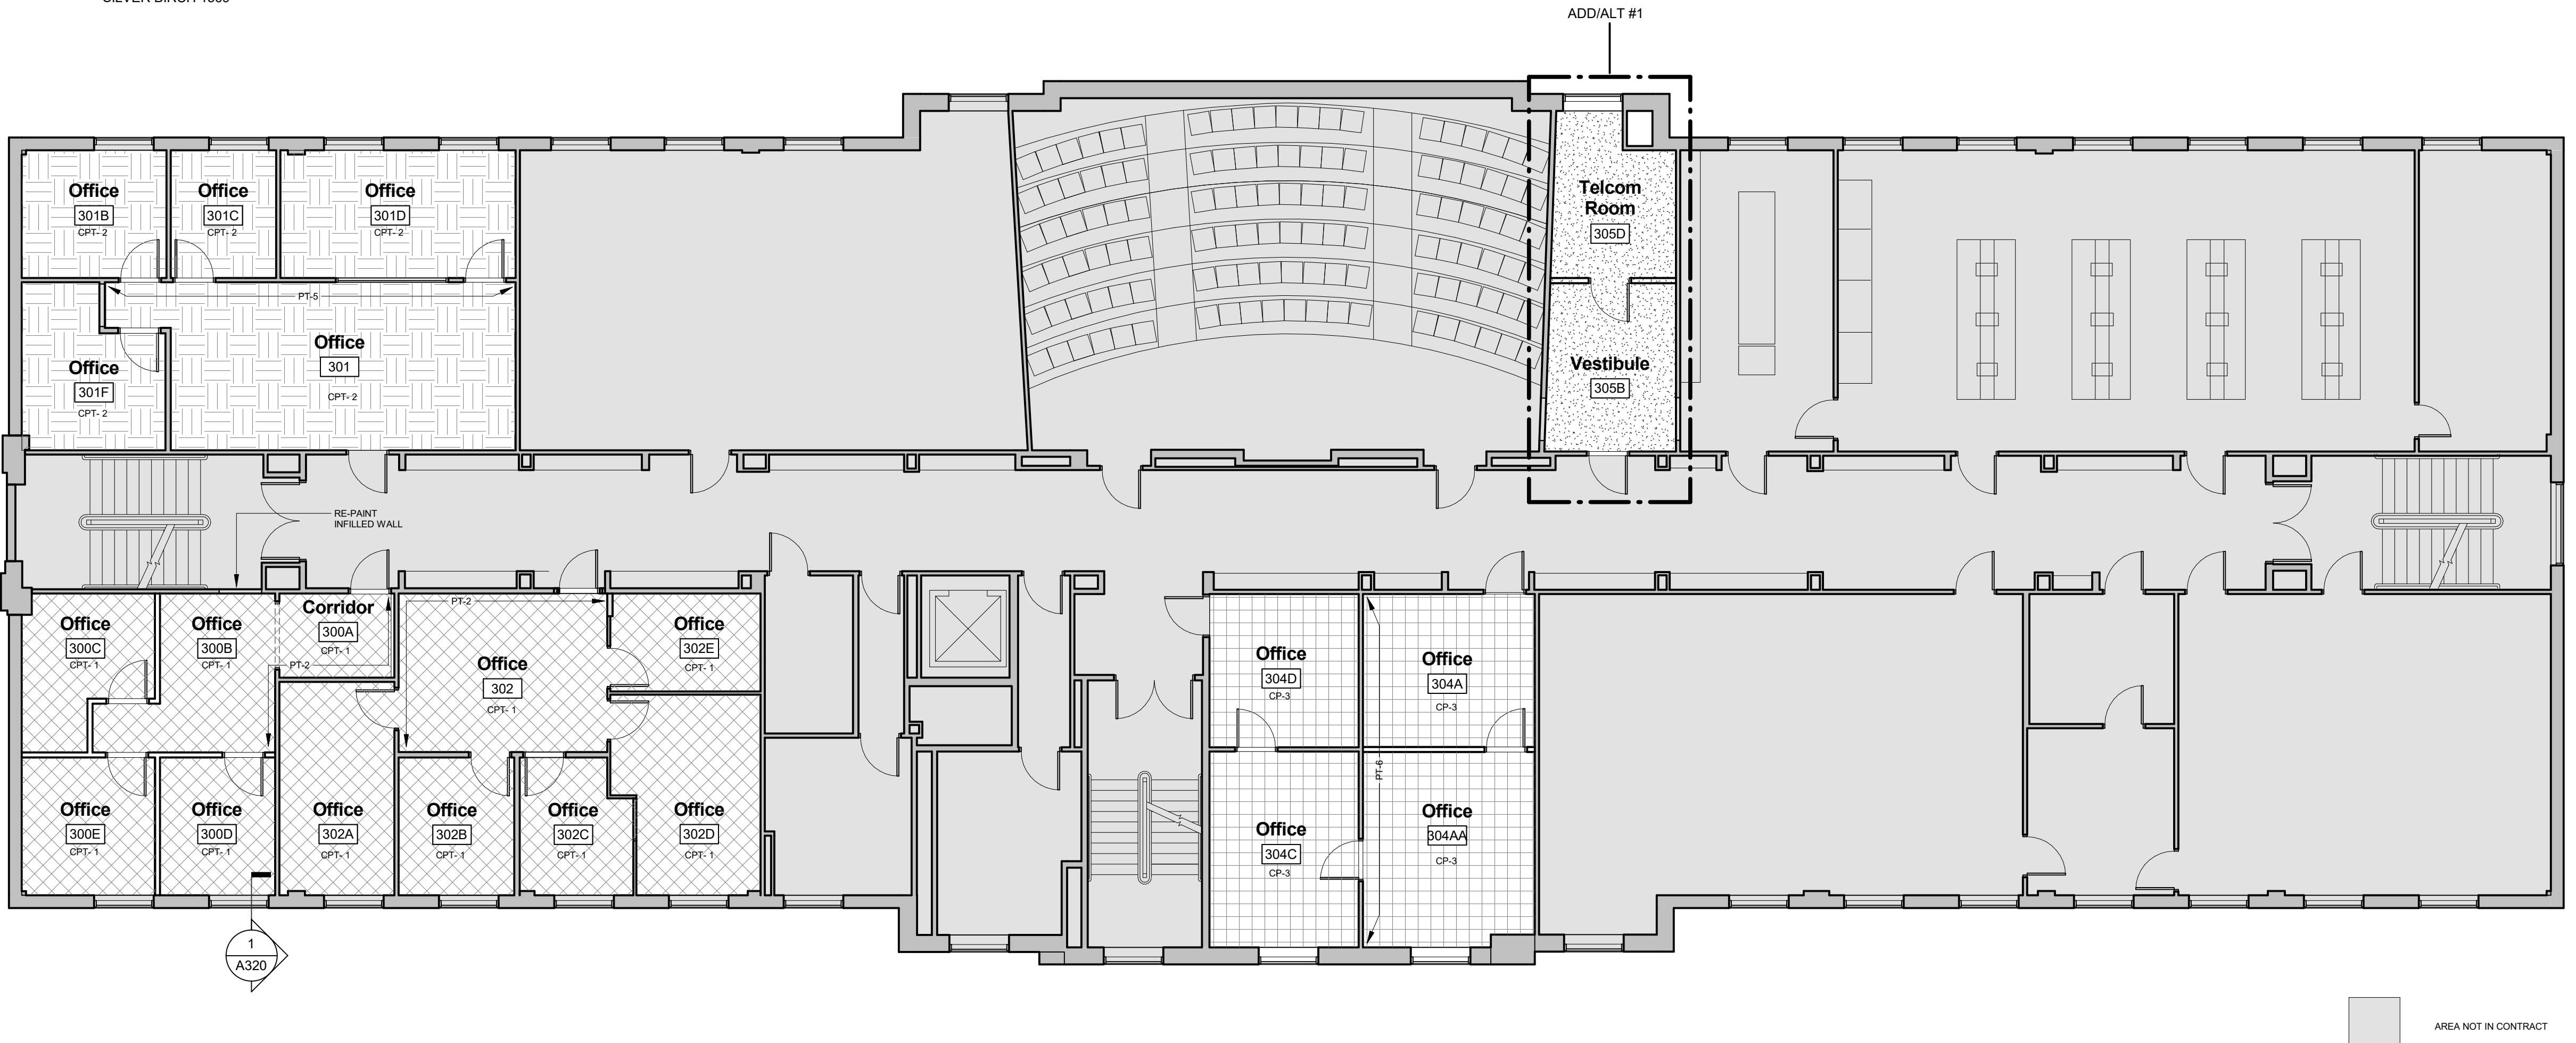 ADD/ALT #1
Office
301B
CPT- 2
Office
301C
CPT- 2
Office
301D
CPT- 2
Telcom
Room
305D
PT-5
Office
301
CPT- 2
Office
301F
CPT- 2
Vestibule
305B
RE-PAINT
INFILLED WALL
Office
300C
CPT- 1
Office
300B
CPT- 1
Corridor
300A
CPT- 1
PT-2
PT-2
Office
302
CPT- 1
Office
302E
CPT- 1
Office
304D
CP-3
Office
304A
CP-3
PT-6
Office
300E
CPT- 1
Office
300D
CPT- 1
Office
302A
CPT- 1
Office
302B
CPT- 1
Office
302C
CPT- 1
Office
302D
CPT- 1
Office
304C
CP-3
Office
304AA
CP-3
1
A320
AREA NOT IN CONTRACT